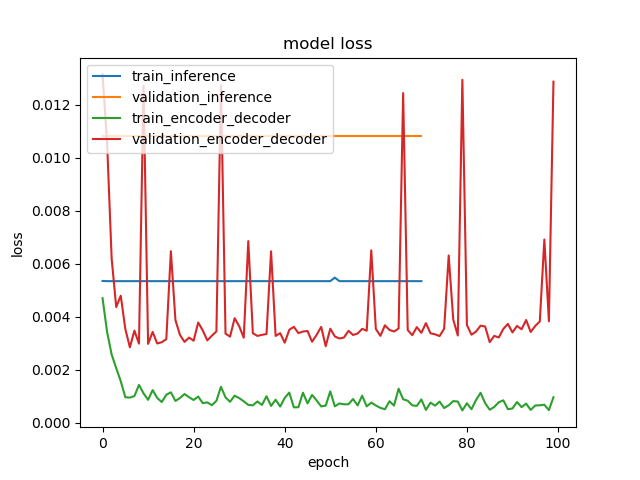 model loss
train_inference
validation_inference
train_encoder_decoder
validation_encoder_decoder
loss
0.012
0.010
0.008
0.006
0.004
0.002
0.000
0 20 40 60 80 100
epoch